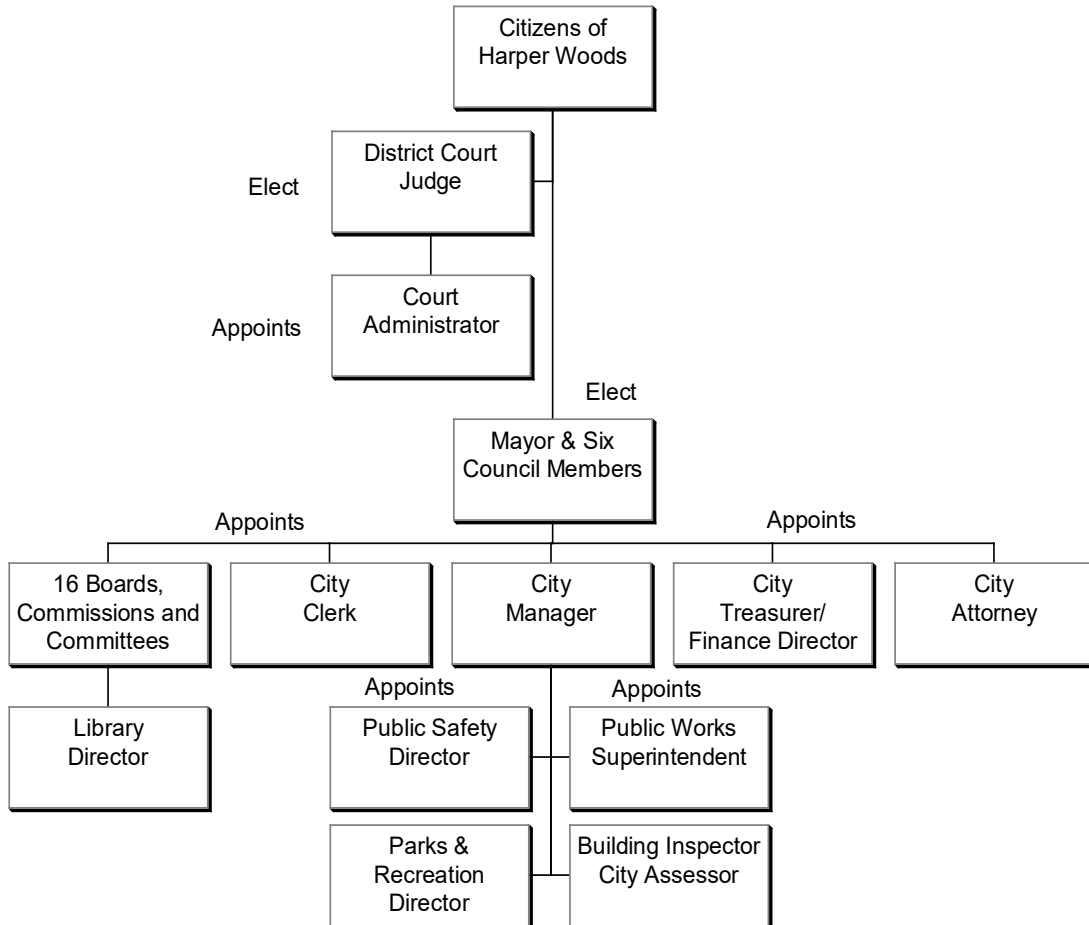 Citizens of
Harper Woods
District Court
Judge
Elect
Court
Administrator
Appoints
Elect
Mayor & Six
Council Members
Appoints
Appoints
16 Boards,
Commissions and
Committees
City
Clerk
City
Manager
City
Treasurer/
Finance Director
City
Attorney
Appoints
Appoints
Library
Director
Public Safety
Director
Public Works
Superintendent
Parks &
Recreation
Director
Building Inspector
City Assessor